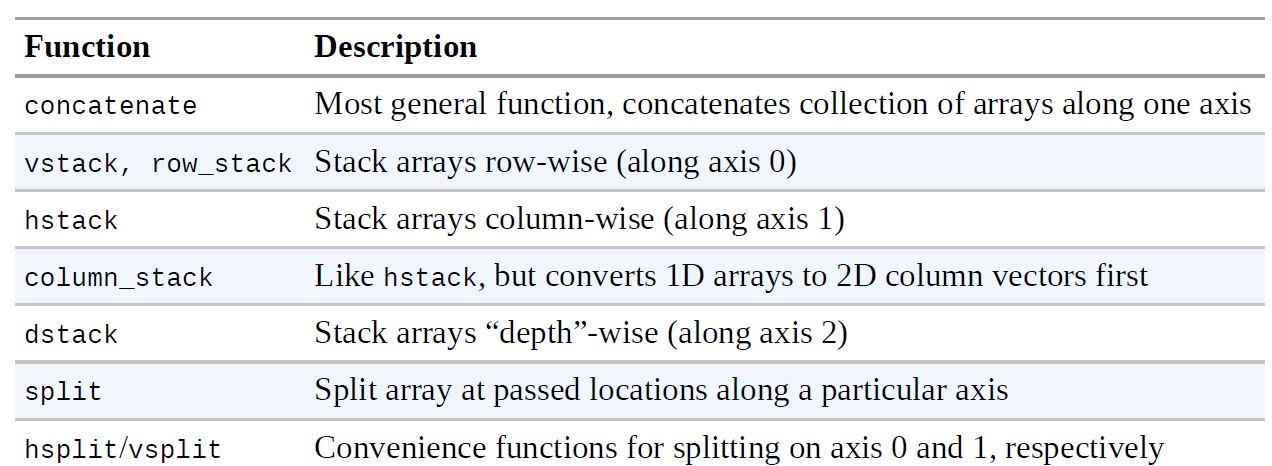 Function Description
concatenate Most general function, concatenates collection of arrays along one axis
vstack, row_stack Stack arrays row-wise (along axis 0)
hstack Stack arrays column-wise (along axis 1)
column_stack Like hstack, but converts 1D arrays to 2D column vectors first
dstack Stack arrays “depth”-wise (along axis 2)
split Split array at passed locations along a particular axis
hsplit/vsplit Convenience functions for splitting on axis 0 and 1, respectively